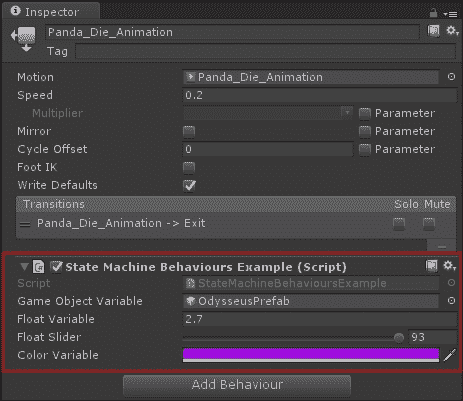 Inspector
Panda_Die_Animation
Tag
Motion Panda_Die_Animation
Speed 0.2
Multiplier Parameter
Mirror Parameter
Cycle Offset 0 Parameter
Foot IK
Write Defaults
Transitions Solo Mute
Panda_Die_Animation -> Exit
State Machine Behaviours Example (Script)
Script StateMachineBehavioursExample
Game Object Variable OdysseusPrefab
Float Variable 2.7
Float Slider 93
Color Variable
Add Behaviour